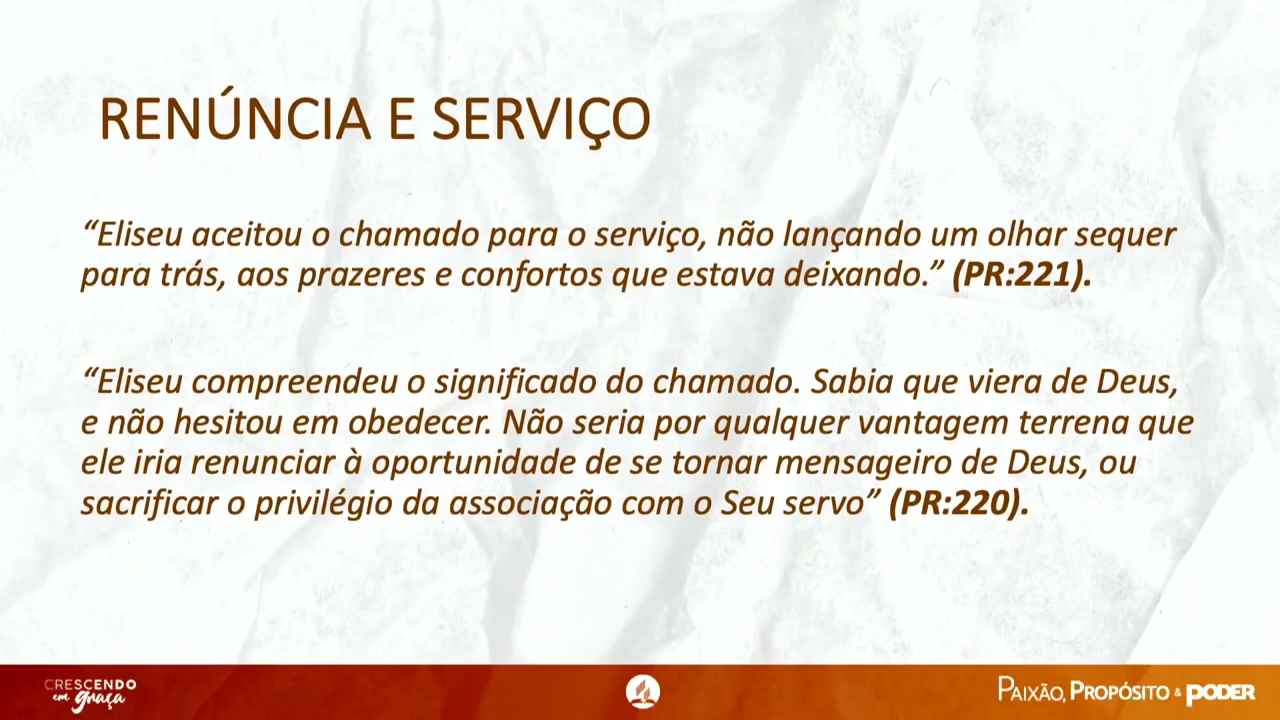 RENÚNCIA E SERVIÇO
“Eliseu aceitou o chamado para o serviço, não lançando um olhar sequer
para trás, aos prazeres e confortos que estava deixando.” (PR:221).
“Eliseu compreendeu o significado do chamado. Sabia que viera de Deus,
e não hesitou em obedecer. Não seria por qualquer vantagem terrena que
ele iria renunciar à oportunidade de se tornar mensageiro de Deus, ou
sacrificar o privilégio da associação com o Seu servo” (PR:220).
CRESCENDO
em graça
PAIXÃO, PROPÓSITO & PODER